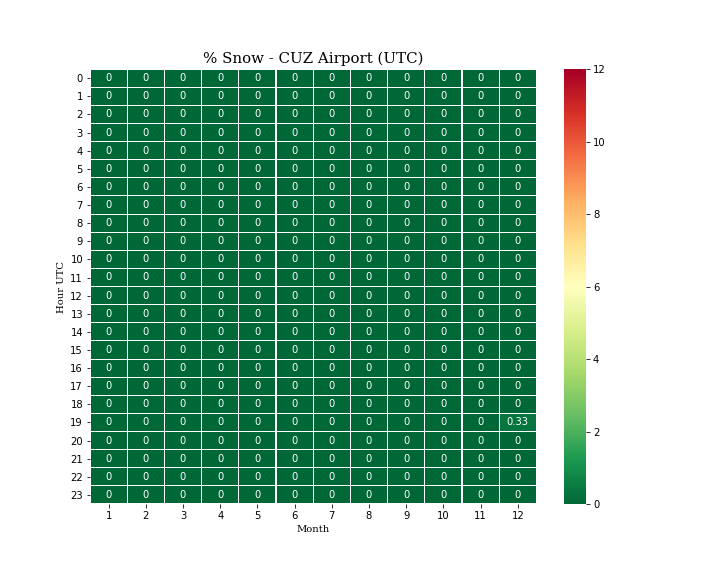 % Snow - CUZ Airport (UTC)
0 0 0 0 0 0 0 0 0 0 0 0 0
1 0 0 0 0 0 0 0 0 0 0 0 0
2 0 0 0 0 0 0 0 0 0 0 0 0
3 0 0 0 0 0 0 0 0 0 0 0 0
4 0 0 0 0 0 0 0 0 0 0 0 0
5 0 0 0 0 0 0 0 0 0 0 0 0
6 0 0 0 0 0 0 0 0 0 0 0 0
7 0 0 0 0 0 0 0 0 0 0 0 0
8 0 0 0 0 0 0 0 0 0 0 0 0
9 0 0 0 0 0 0 0 0 0 0 0 0
10 0 0 0 0 0 0 0 0 0 0 0 0
11 0 0 0 0 0 0 0 0 0 0 0 0
12 0 0 0 0 0 0 0 0 0 0 0 0
13 0 0 0 0 0 0 0 0 0 0 0 0
14 0 0 0 0 0 0 0 0 0 0 0 0
15 0 0 0 0 0 0 0 0 0 0 0 0
16 0 0 0 0 0 0 0 0 0 0 0 0
17 0 0 0 0 0 0 0 0 0 0 0 0
18 0 0 0 0 0 0 0 0 0 0 0 0
19 0 0 0 0 0 0 0 0 0 0 0 0.33
20 0 0 0 0 0 0 0 0 0 0 0 0
21 0 0 0 0 0 0 0 0 0 0 0 0
22 0 0 0 0 0 0 0 0 0 0 0 0
23 0 0 0 0 0 0 0 0 0 0 0 0
1 2 3 4 5 6 7 8 9 10 11 12
Month
Hour UTC
12
10
8
6
4
2
0